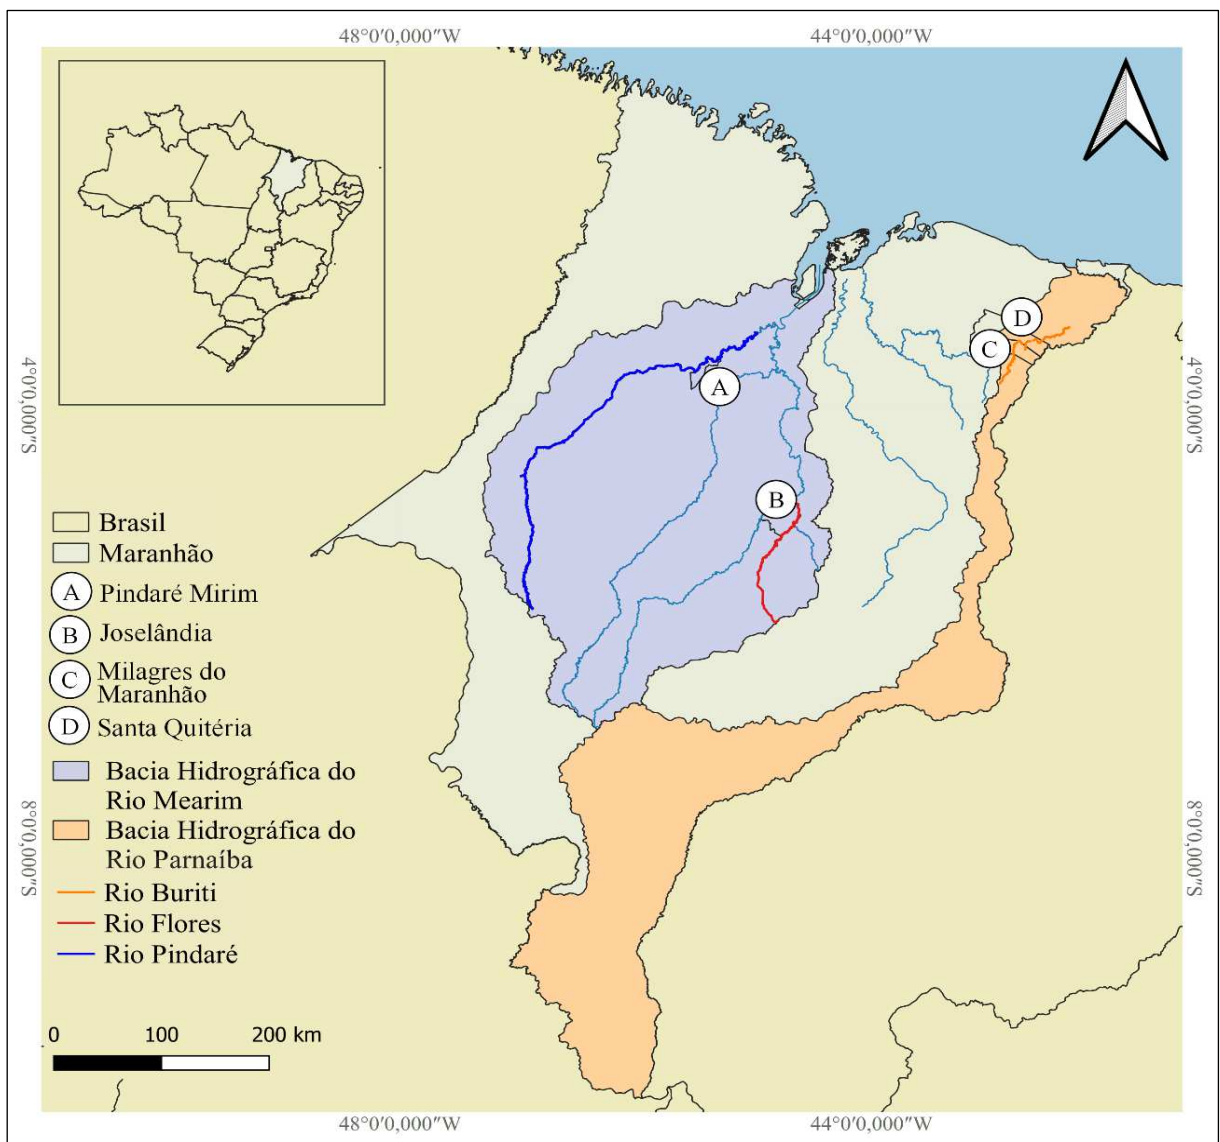 48°0'0,000"W
44°0'0,000"W
4°0'0,000"S
4°0'0,000"S
D
C
A
B
Brasil
Maranhão
A Pindaré Mirim
B Joselândia
C Milagres do
Maranhão
D Santa Quitéria
Bacia Hidrográfica do
Rio Mearim
Bacia Hidrográfica do
Rio Parnaíba
Rio Buriti
Rio Flores
Rio Pindaré
8°0'0,000"S
8°0'0,000"S
0 100 200 km
48°0'0,000"W
44°0'0,000"W